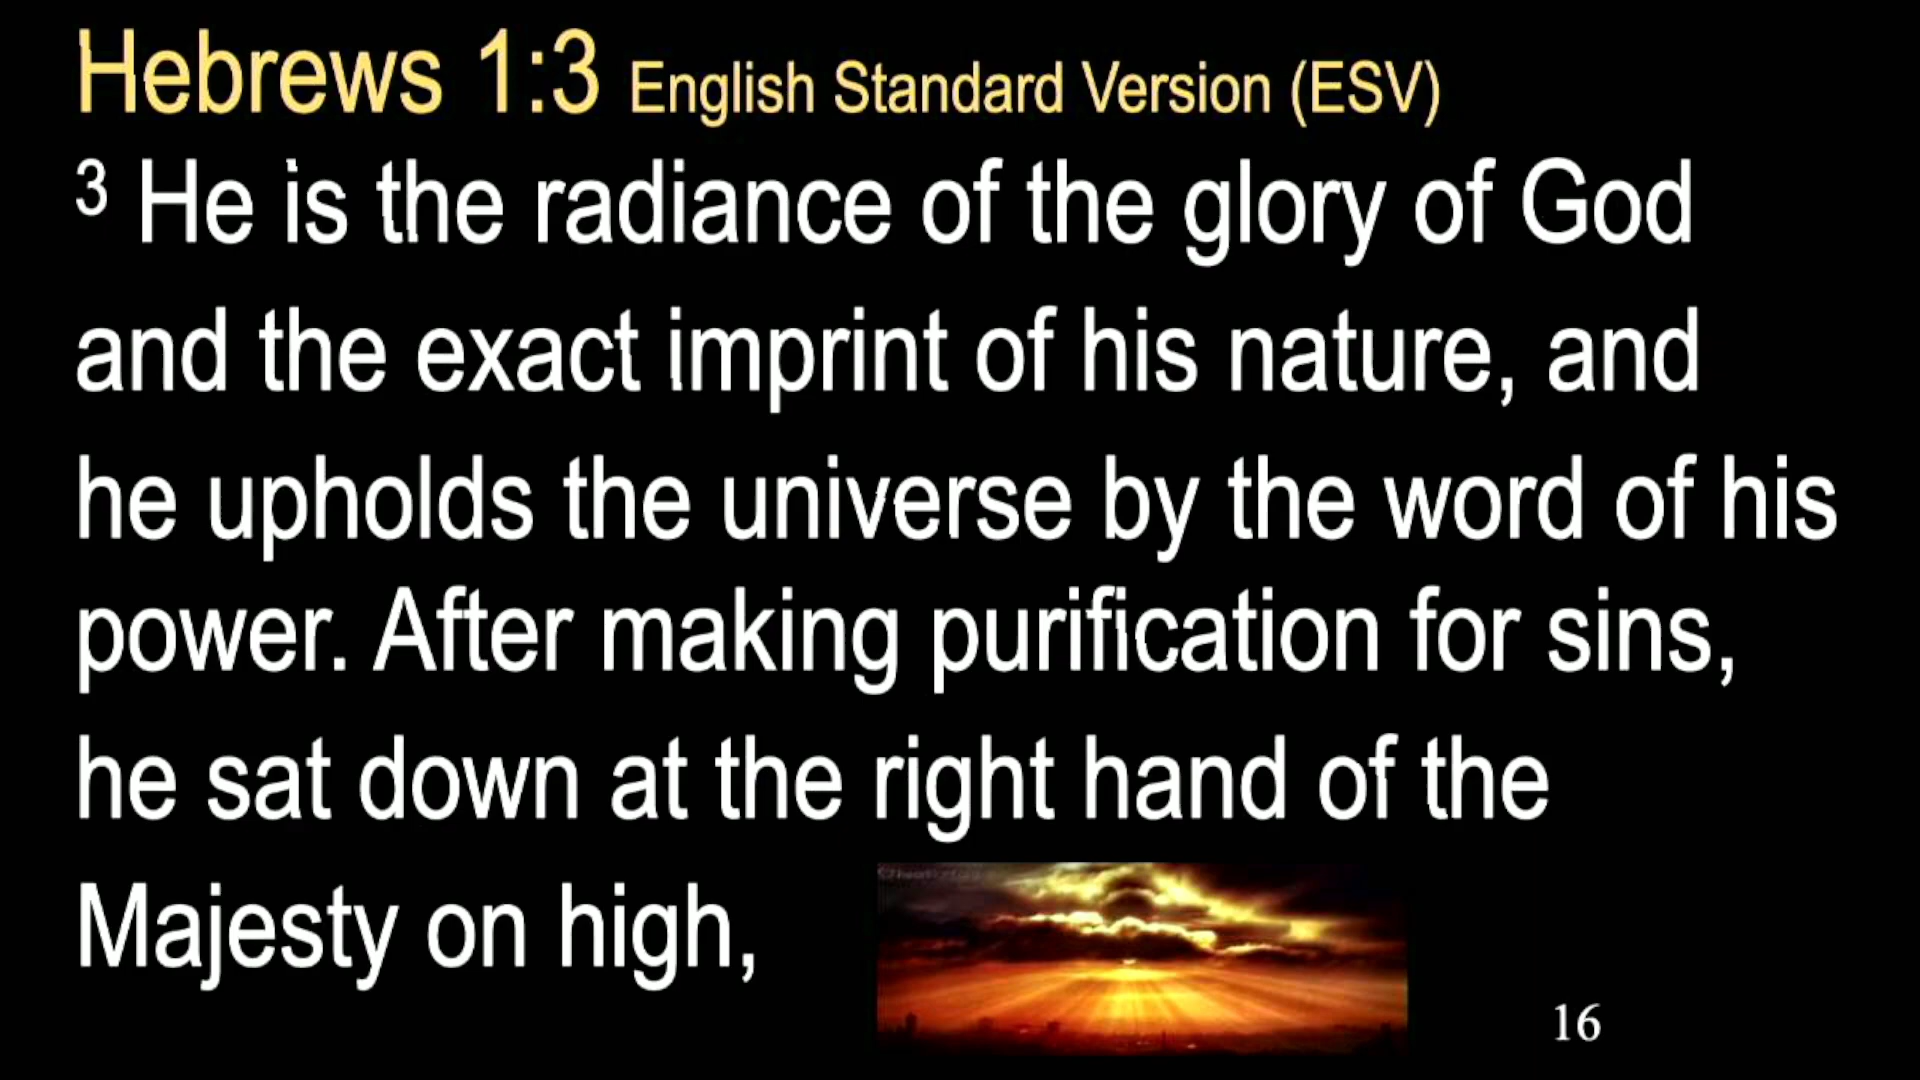 Hebrews 1:3 English Standard Version (ESV)
³ He is the radiance of the glory of God
and the exact imprint of his nature, and
he upholds the universe by the word of his
power. After making purification for sins,
he sat down at the right hand of the
Majesty on high,
16